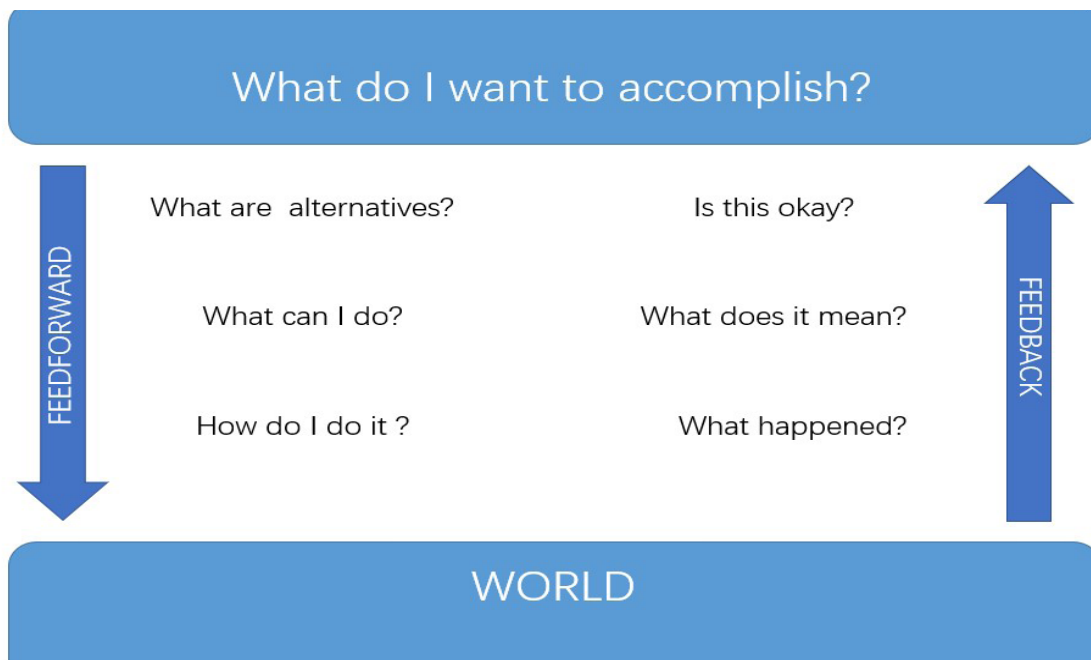 What do I want to accomplish?
FEEDFORWARD
What are  alternatives?
Is this okay?
What can I do?
What does it mean?
How do I do it ?
What happened?
FEEDBACK
WORLD